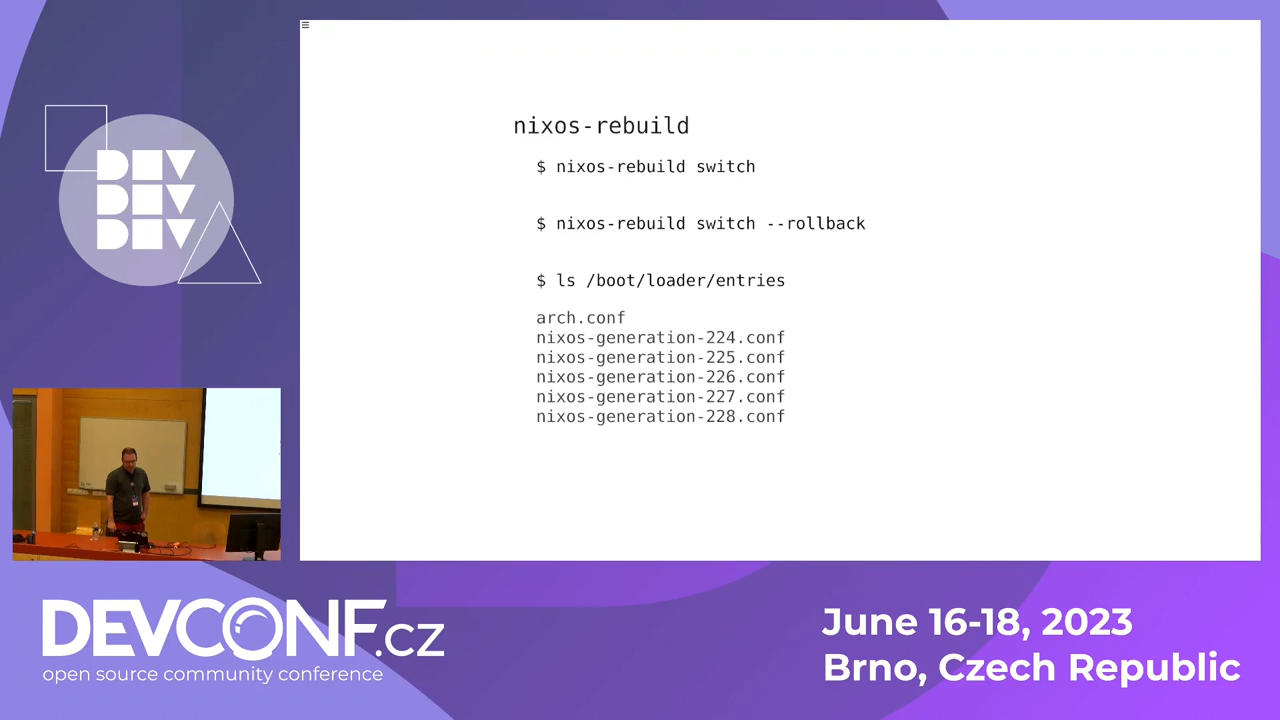 nixos-rebuild
$ nixos-rebuild switch
$ nixos-rebuild switch --rollback
$ ls /boot/loader/entries
arch.conf
nixos-generation-224.conf
nixos-generation-225.conf
nixos-generation-226.conf
nixos-generation-227.conf
nixos-generation-228.conf
DEV
DEV
DEV
DEVCONF.cz
open source community conference
June 16-18, 2023
Brno, Czech Republic